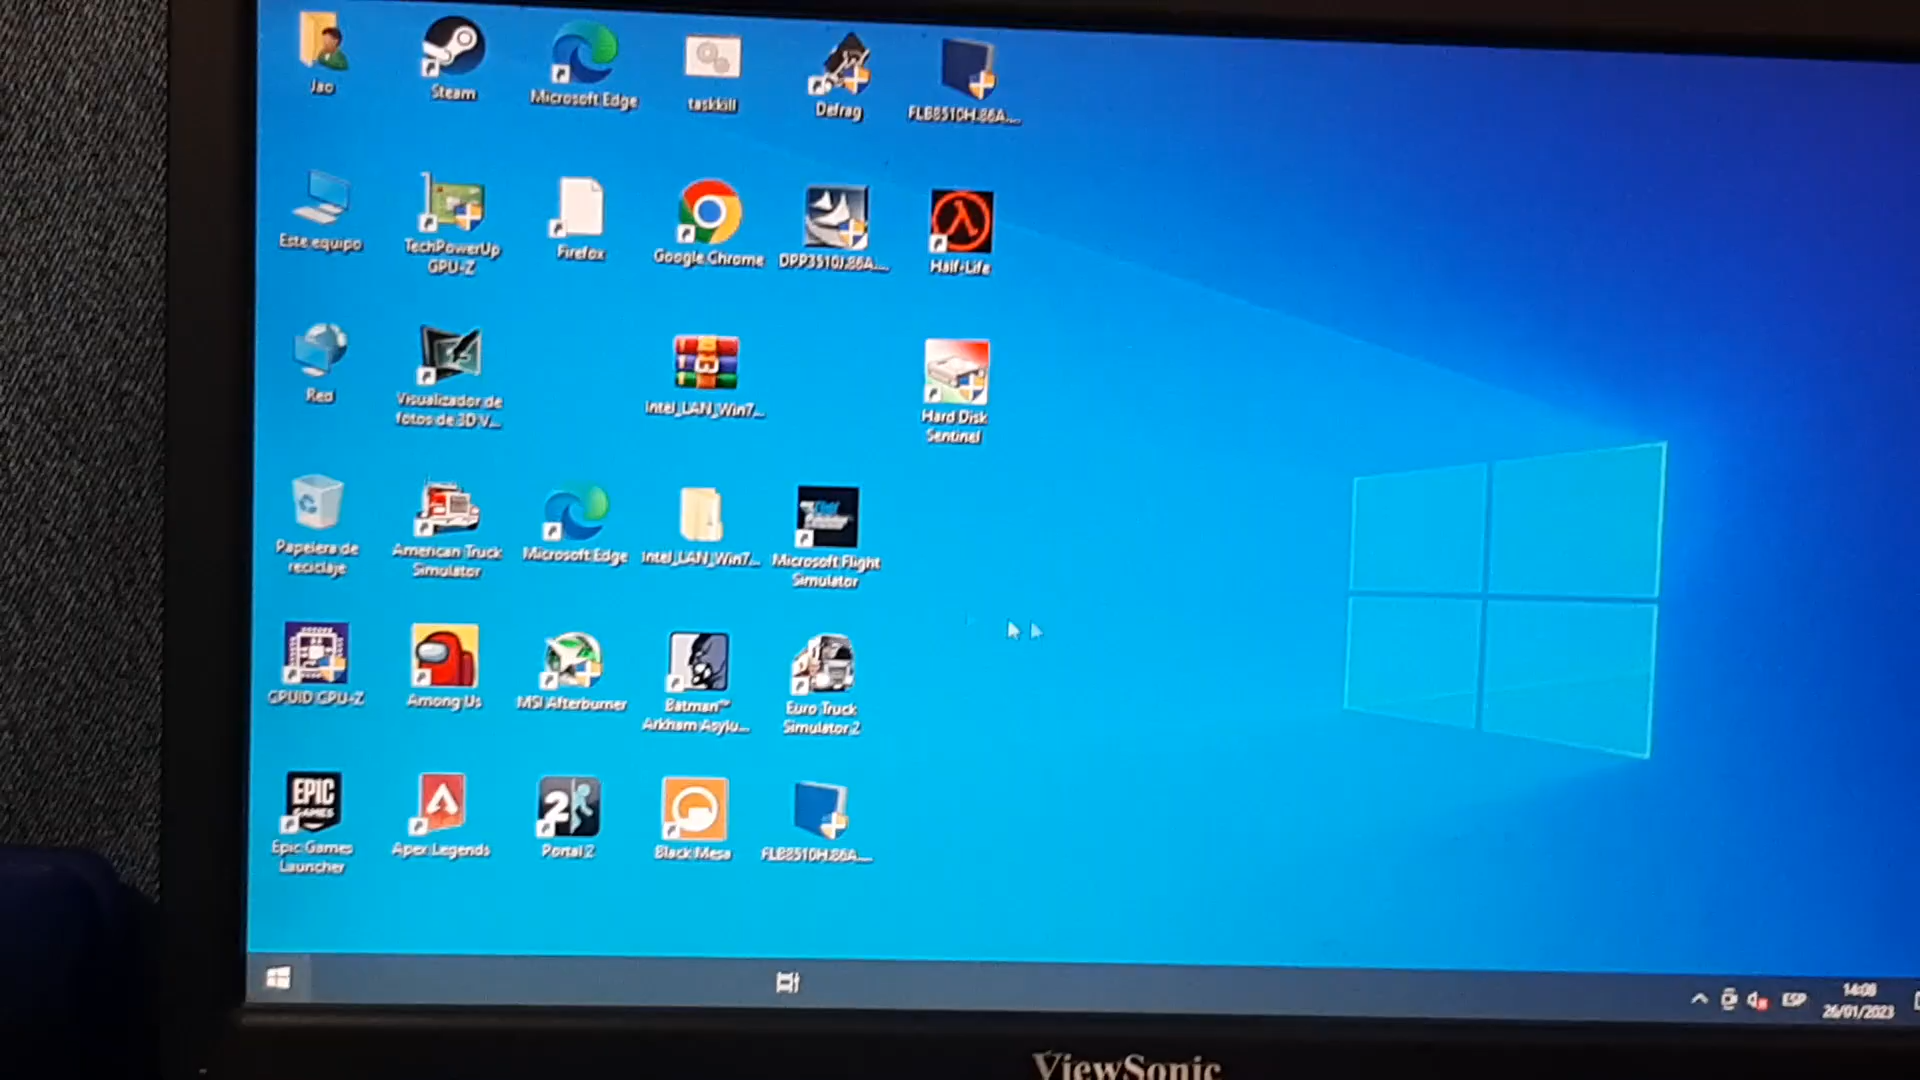 Jao
Steam
Microsoft Edge
taskkill
Defrag
FLB8510H.86A....
Este equipo
TechPowerUp
GPU-Z
Firefox
Google Chrome
DPP3510J.86A....
Half-Life
Red
Visualizador de
fotos de 3D V...
Intel_LAN_Win7...
Hard Disk
Sentinel
Papelera de
reciclaje
American Truck
Simulator
Microsoft Edge
Intel_LAN_Win7...
Microsoft Flight
Simulator
CPUID CPU-Z
Among Us
MSI Afterburner
Batman™
Arkham Asylu...
Euro Truck
Simulator 2
EPIC
GAMES
Epic Games
Launcher
Apex Legends
2
Portal 2
Black Mesa
FLB8510H.86A....
ESP
14:08
26/01/2023
ViewSonic